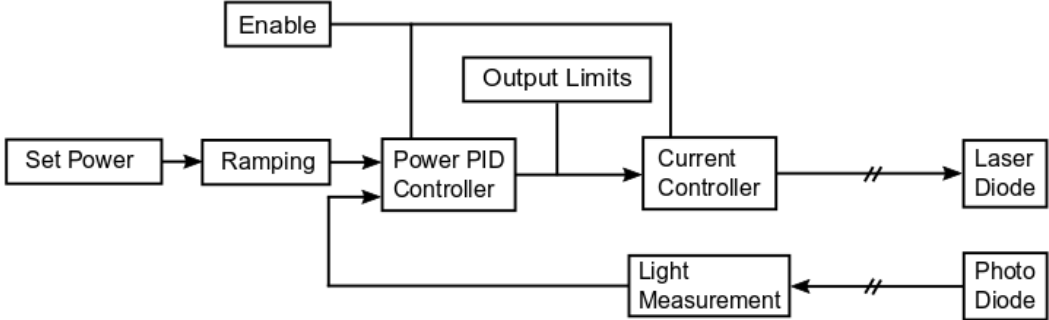 Enable
Output Limits
Set Power
Ramping
Power PID
Controller
Current
Controller
Laser
Diode
Light
Measurement
Photo
Diode